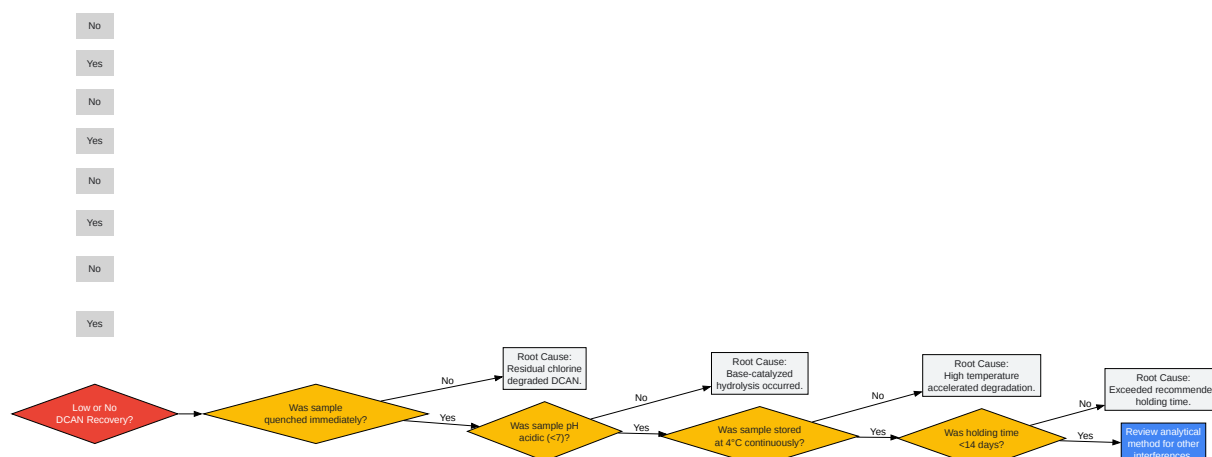 No
Yes
No
Yes
No
Yes
No
Yes
Low or No
DCAN Recovery?
Was sample
quenched immediately?
No
Root Cause:
Residual chlorine
degraded DCAN.
Yes
Was sample pH
acidic (<7)?
No
Root Cause:
Base-catalyzed
hydrolysis occurred.
Yes
Was sample stored
at 4°C continuously?
No
Root Cause:
High temperature
accelerated degradation.
Yes
Was holding time
<14 days?
No
Root Cause:
Exceeded recommende
holding time.
Yes
Review analytical
method for other
interferences